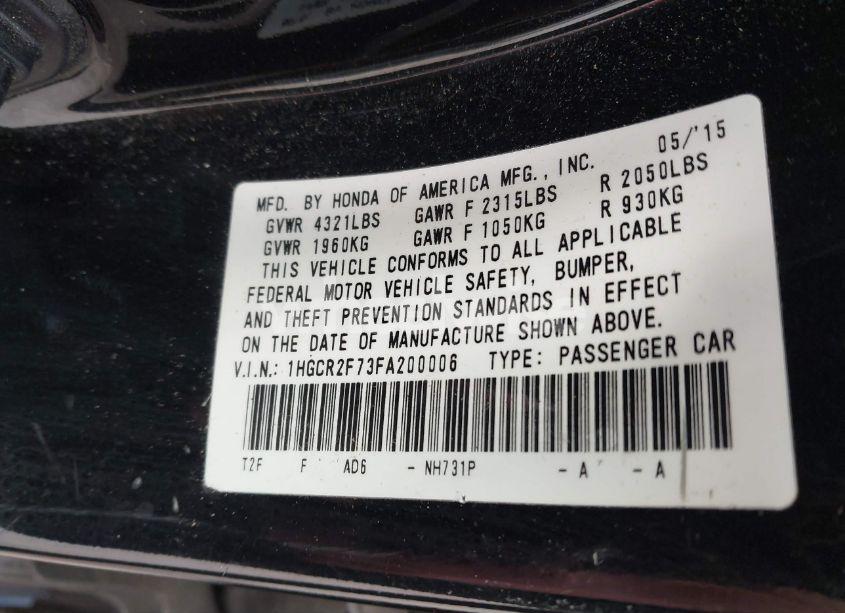 05/'15
MFD. BY HONDA OF AMERICA MFG., INC.
GVWR 4321LBS GAWR F 2315LBS R 2050LBS
GVWR 1960KG GAWR F 1050KG R 930KG
THIS VEHICLE CONFORMS TO ALL APPLICABLE
FEDERAL MOTOR VEHICLE SAFETY, BUMPER,
AND THEFT PREVENTION STANDARDS IN EFFECT
ON THE DATE OF MANUFACTURE SHOWN ABOVE.
V.I.N.: 1HGCR2F73FA200006 TYPE: PASSENGER CAR
T2F F AD6 - NH731P - A - A